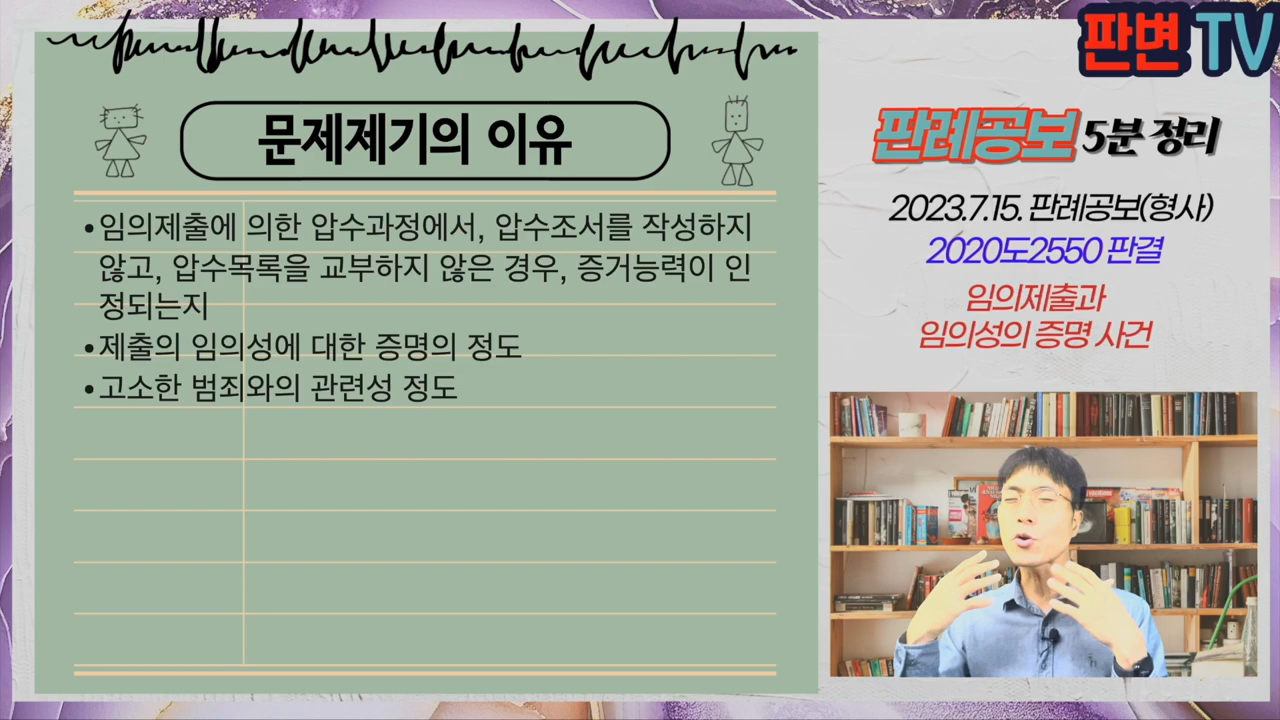 판변 TV
문제제기의 이유
•임의제출에 의한 압수과정에서, 압수조서를 작성하지
않고, 압수목록을 교부하지 않은 경우, 증거능력이 인
정되는지
•제출의 임의성에 대한 증명의 정도
•고소한 범죄와의 관련성 정도
판례공보 5분 정리
2023.7.15. 판례공보(형사)
2020도2550 판결
임의제출과
임의성의 증명 사건